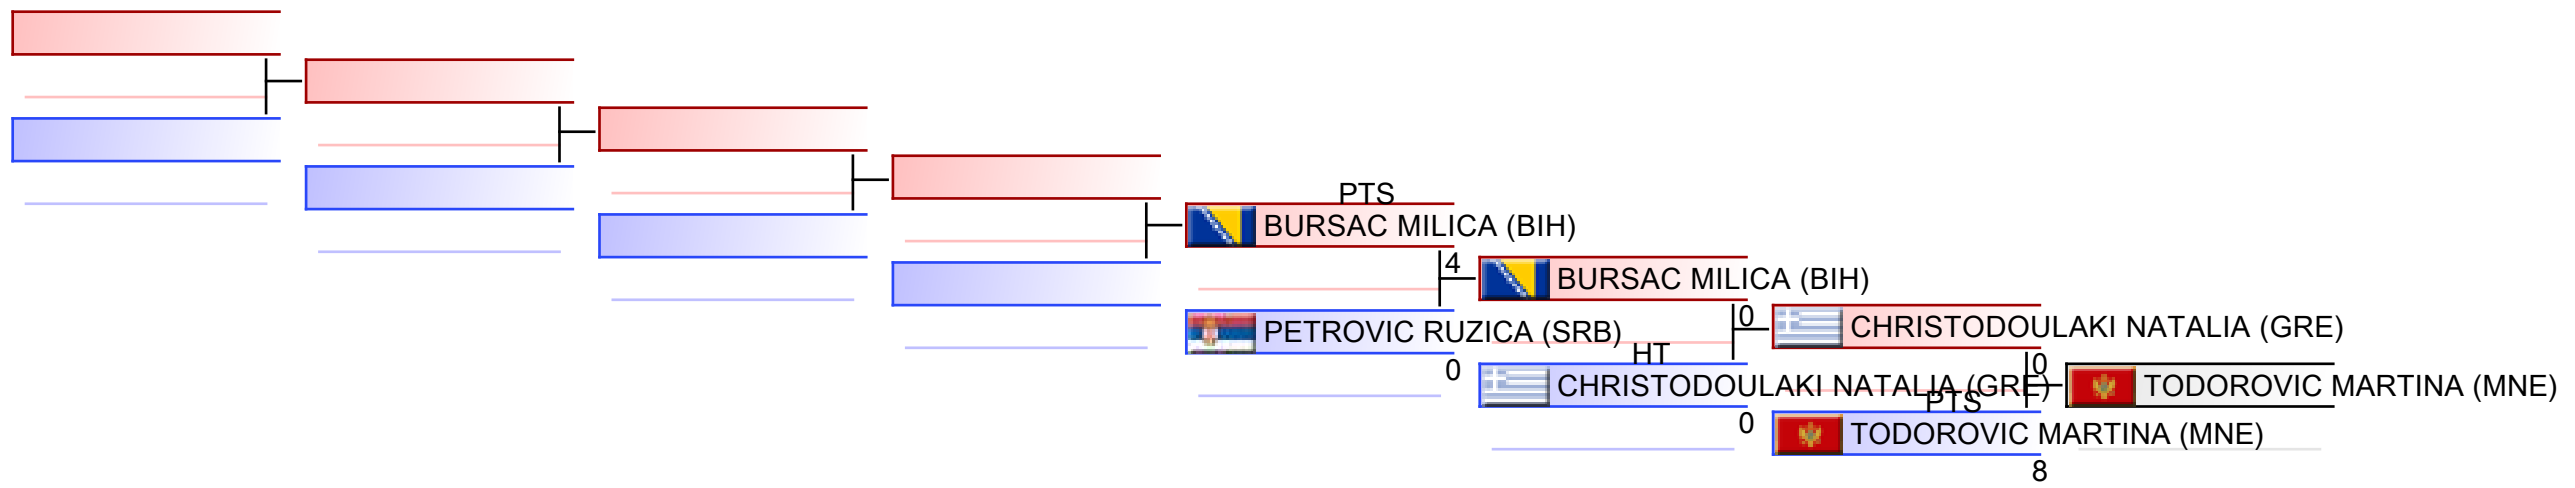 PTS
BURSAC MILICA (BIH)
4
BURSAC MILICA (BIH)
PETROVIC RUZICA (SRB)
0
0
CHRISTODOULAKI NATALIA (GRE)
HT
CHRISTODOULAKI NATALIA (GRE)
0
0
TODOROVIC MARTINA (MNE)
PTS
TODOROVIC MARTINA (MNE)
8